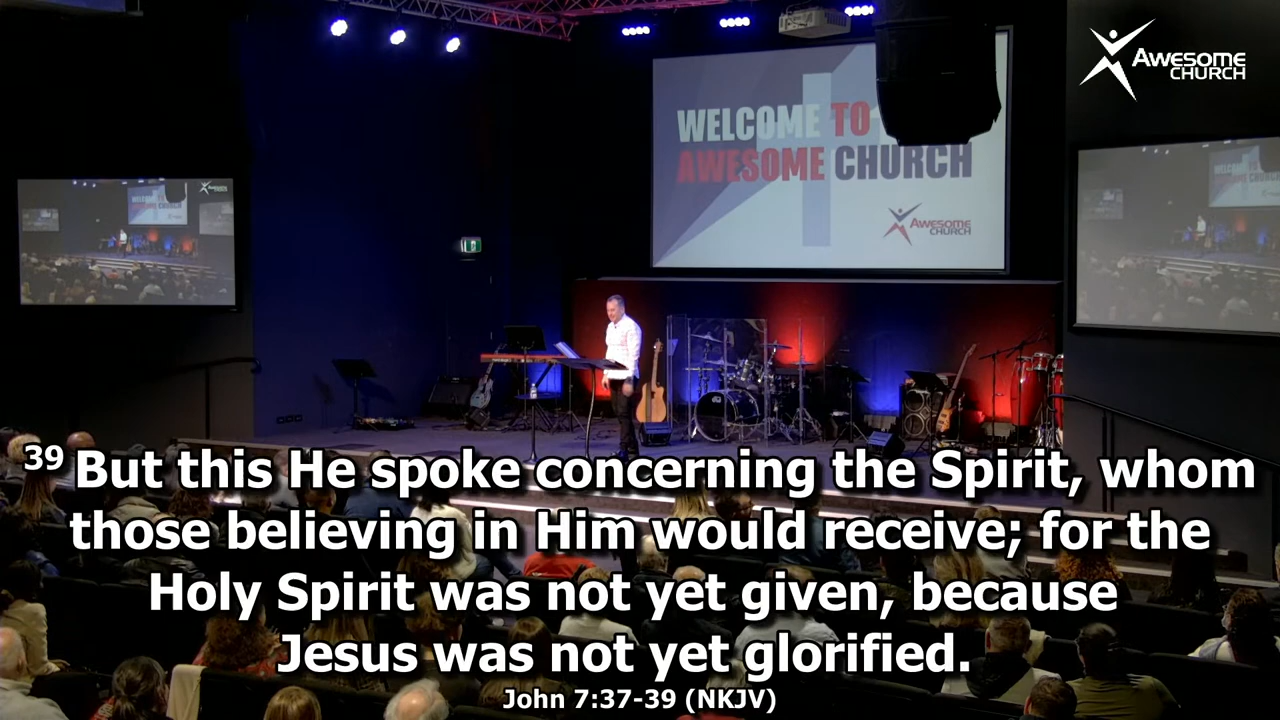 AWESOME
CHURCH
WELCOME TO
AWESOME CHURCH
AWESOME
CHURCH
39 But this He spoke concerning the Spirit, whom
those believing in Him would receive; for the
Holy Spirit was not yet given, because
Jesus was not yet glorified.
John 7:37-39 (NKJV)